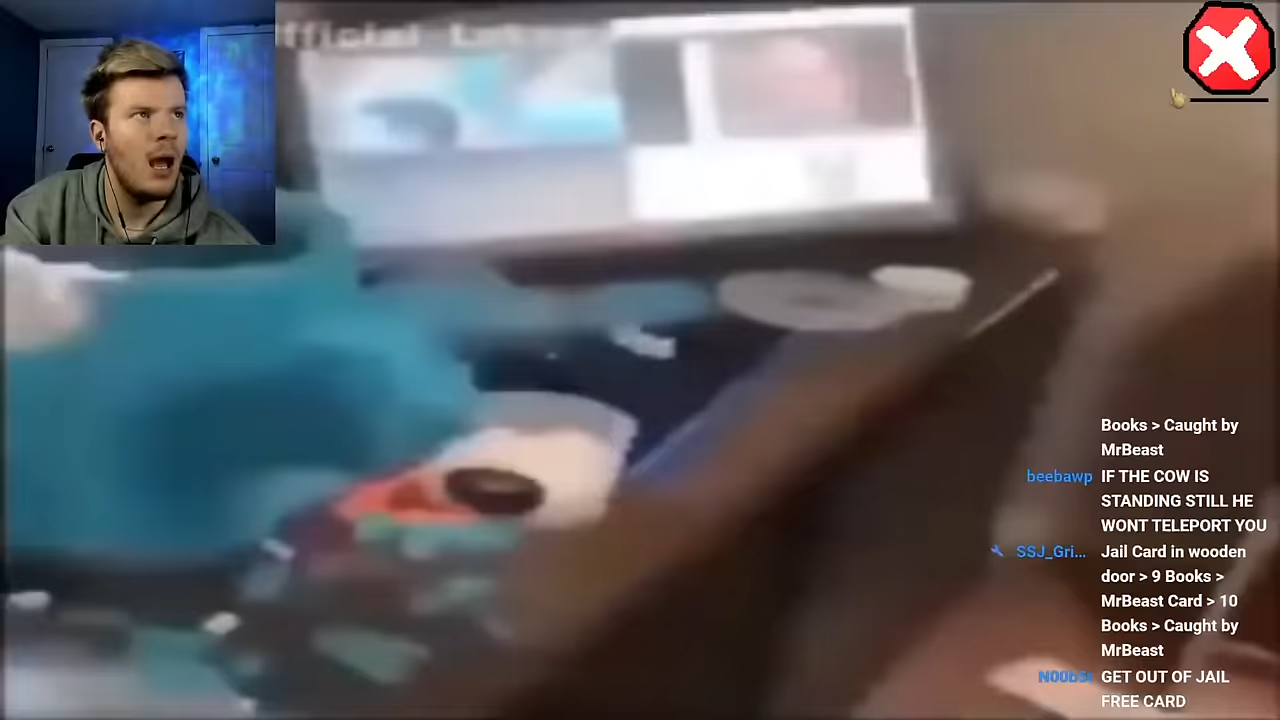 Books > Caught by
MrBeast
beebawp IF THE COW IS
STANDING STILL HE
WONT TELEPORT YOU
SSJ_Gri... Jail Card in wooden
door > 9 Books >
MrBeast Card > 10
Books > Caught by
MrBeast
GET OUT OF JAIL
FREE CARD